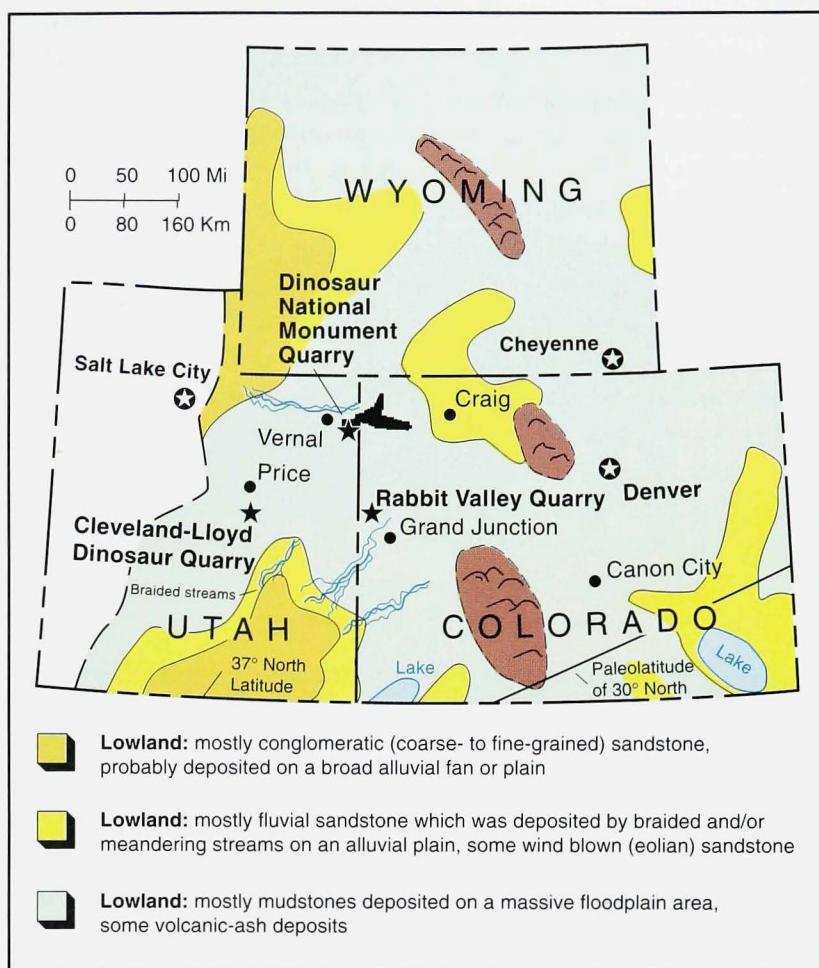 0 50 100 Mi
0 80 160 Km
WYOMING
Dinosaur
National
Monument
Quarry
Cheyenne
Salt Lake City
Craig
Vernal
Price
Rabbit Valley Quarry
Denver
Grand Junction
Cleveland-Lloyd
Dinosaur Quarry
Canon City
Braided streams
UTAH
COLORADO
37° North
Latitude
Lake
Paleolatitude
of 30° North
Lake
Lowland: mostly conglomeratic (coarse- to fine-grained) sandstone,
probably deposited on a broad alluvial fan or plain
Lowland: mostly fluvial sandstone which was deposited by braided and/or
meandering streams on an alluvial plain, some wind blown (eolian) sandstone
Lowland: mostly mudstones deposited on a massive floodplain area,
some volcanic-ash deposits